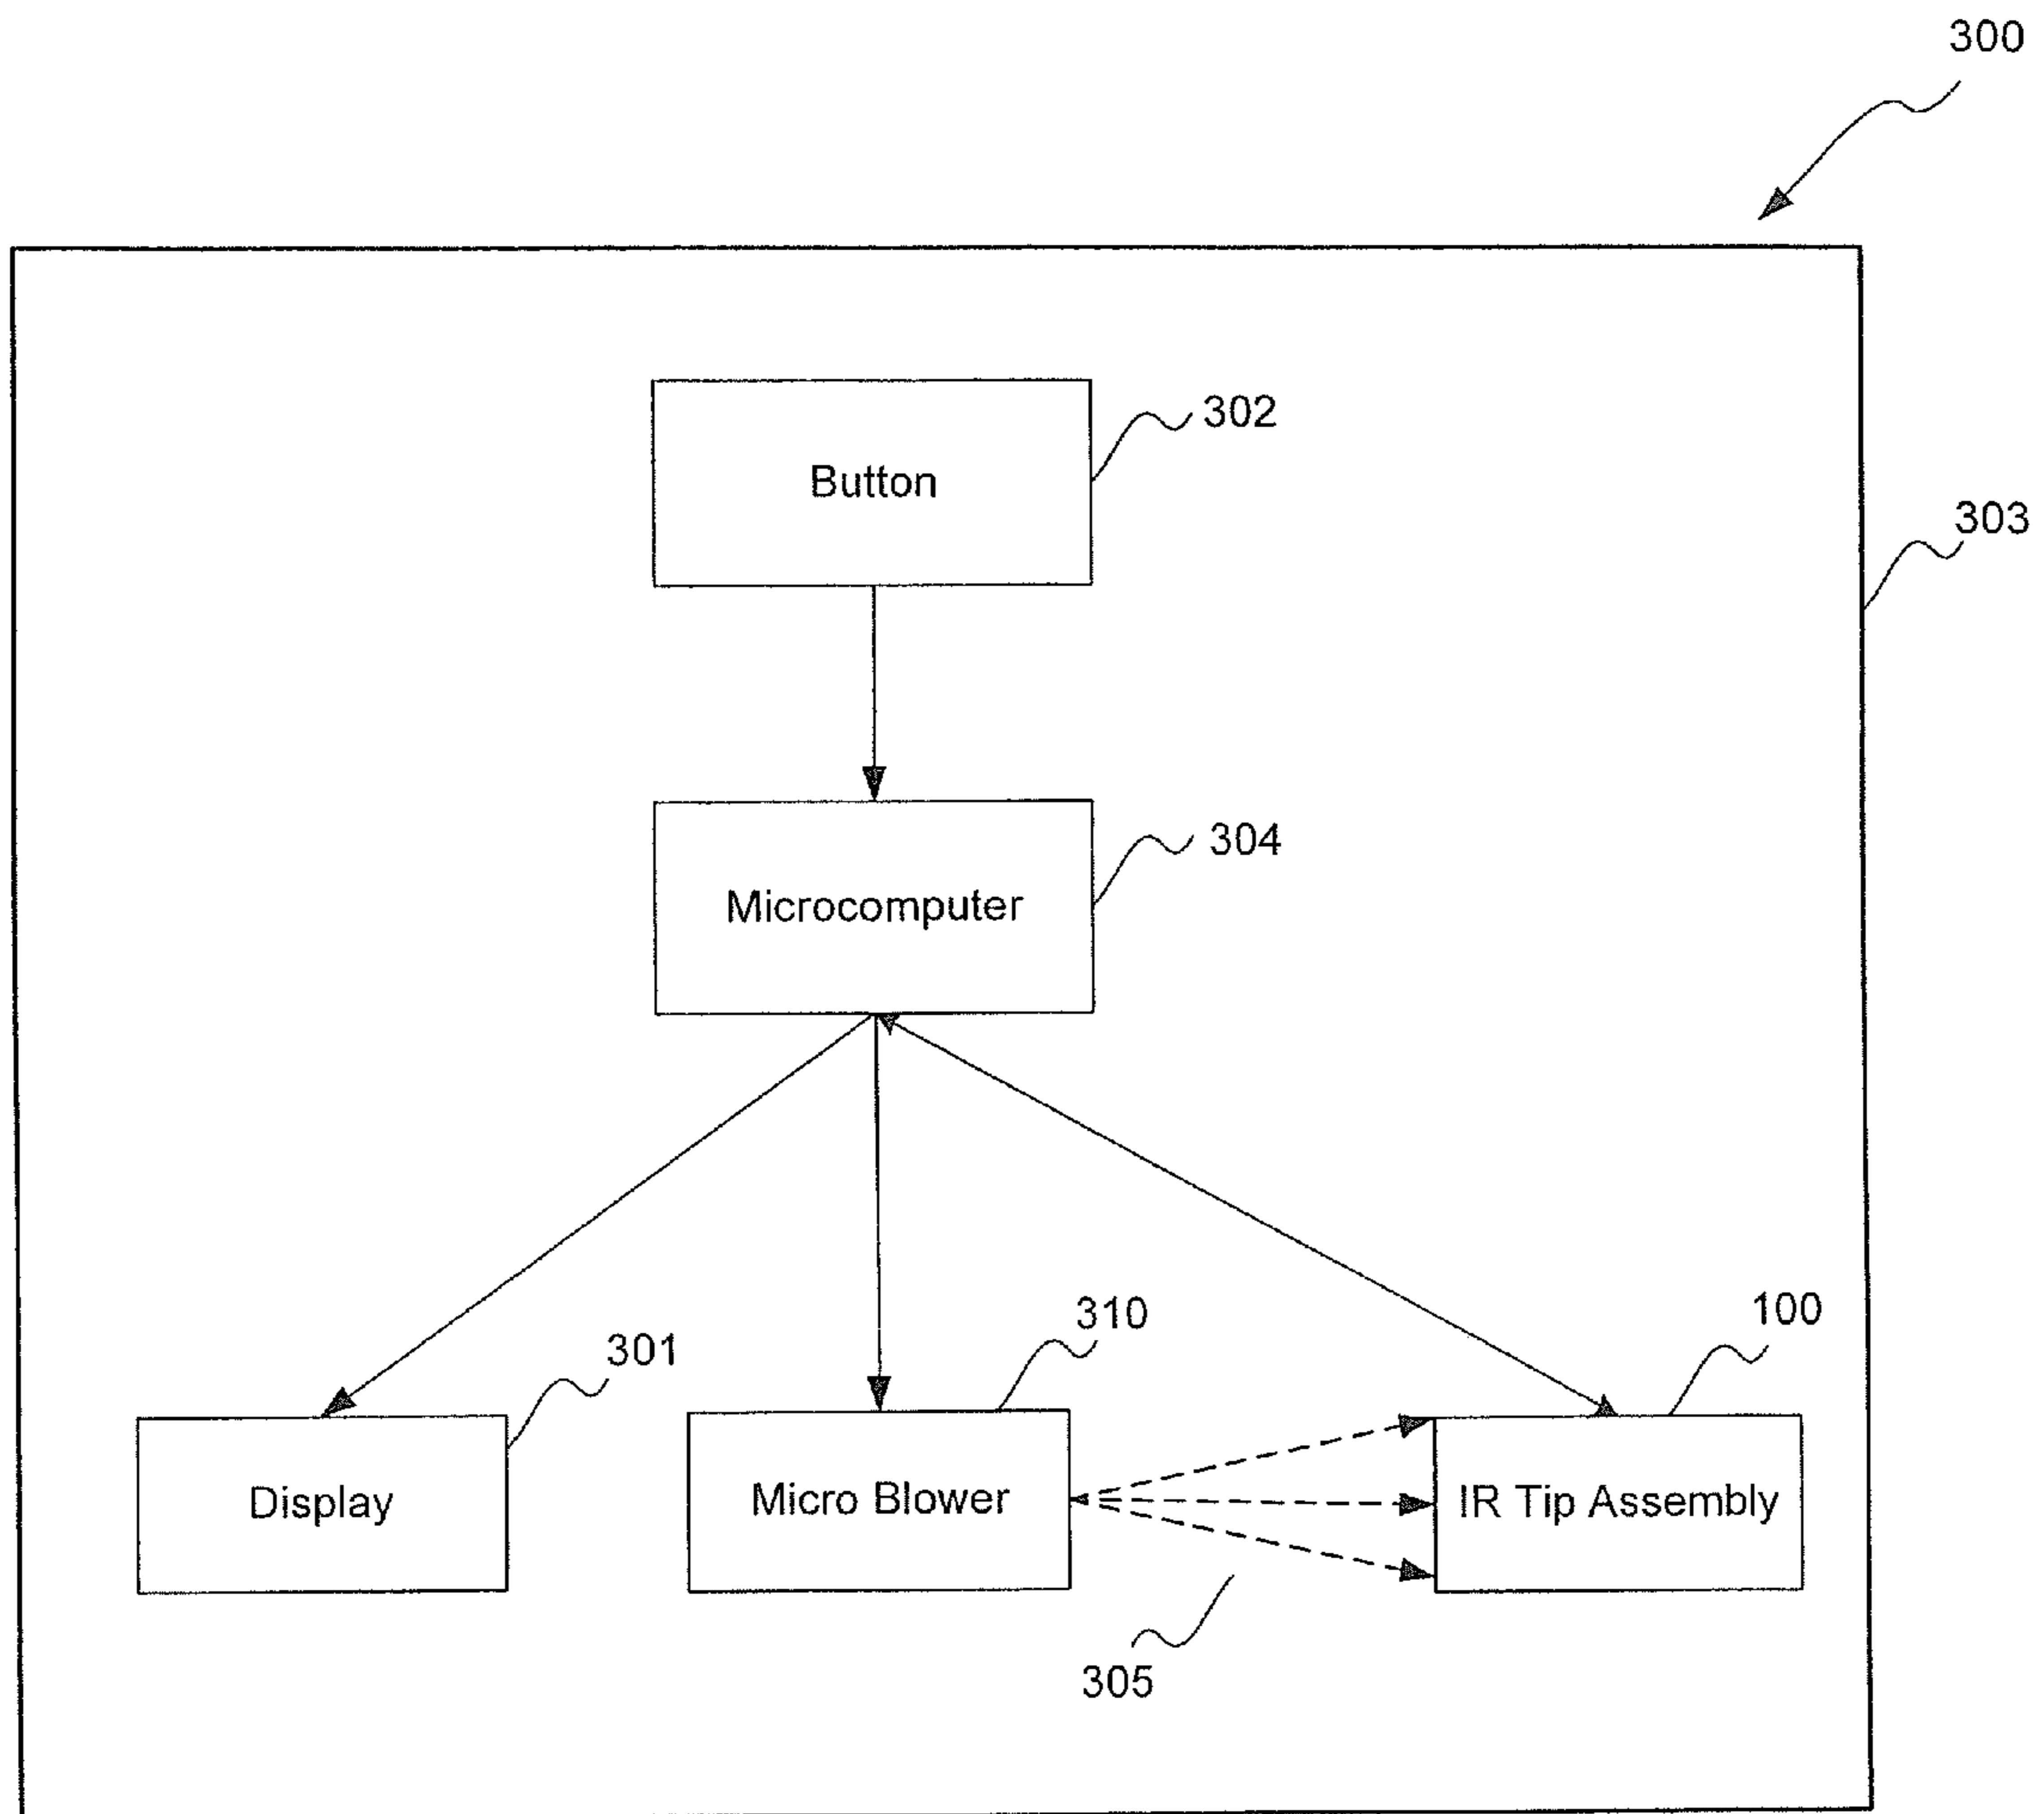 300
302
Button
303
304
Microcomputer
310
100
301
Display
Micro Blower
IR Tip Assembly
305